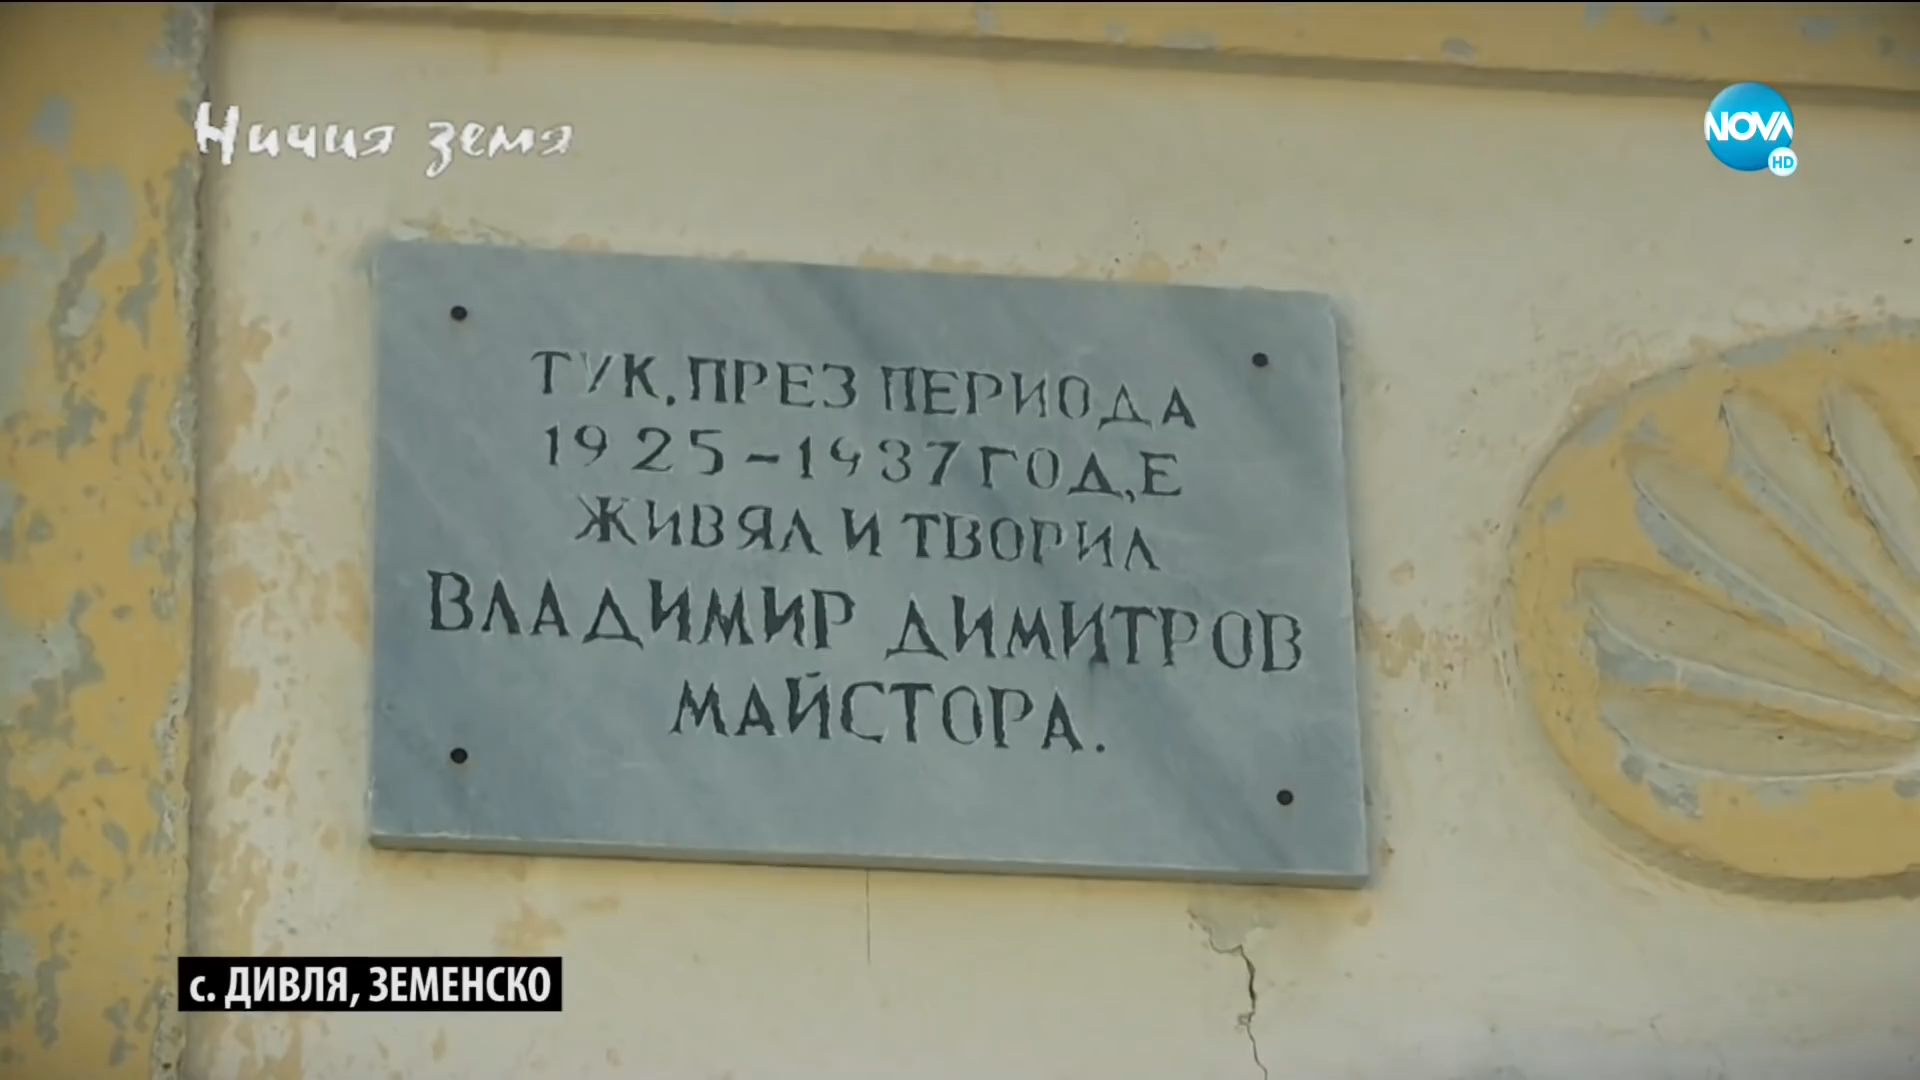 Ничия земя
NOVA
HD
ТУК, ПРЕЗ ПЕРИОДА
1925-1937 ГОД., Е
ЖИВЯЛ И ТВОРИЛ
ВЛАДИМИР ДИМИТРОВ
МАЙСТОРА.
с. ДИВЛЯ, ЗЕМЕНСКО